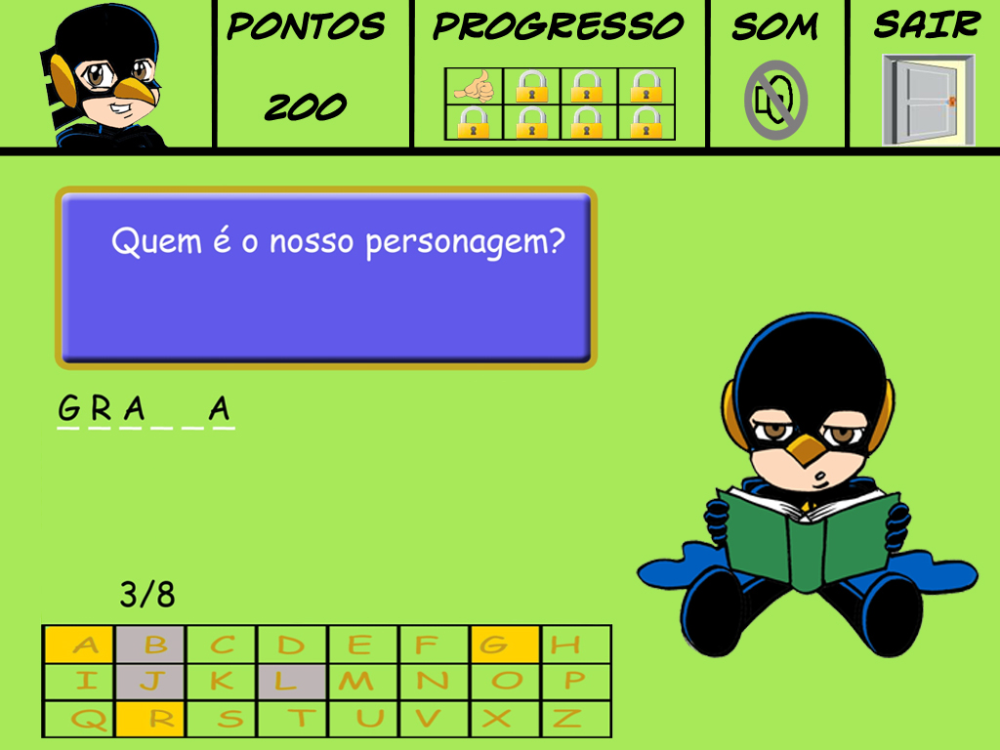 PONTOS
200
PROGRESSO
SOM
SAIR
Quem é o nosso personagem?
G R A _ _ A
3/8
A B C D E F G H
I J K L M N O P
Q R S T U V X Z